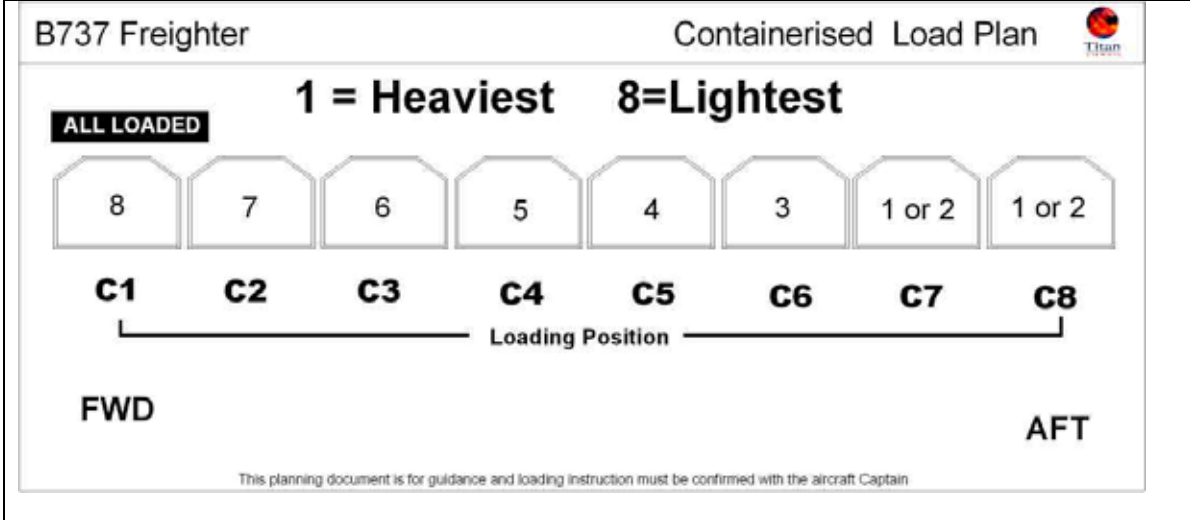 B737 Freighter
Containerised Load Plan
Titan
1 = Heaviest 8=Lightest
ALL LOADED
8 7 6 5 4 3 1 or 2 1 or 2
C1 C2 C3 C4 C5 C6 C7 C8
Loading Position
FWD
AFT
This planning document is for guidance and loading instruction must be confirmed with the aircraft Captain